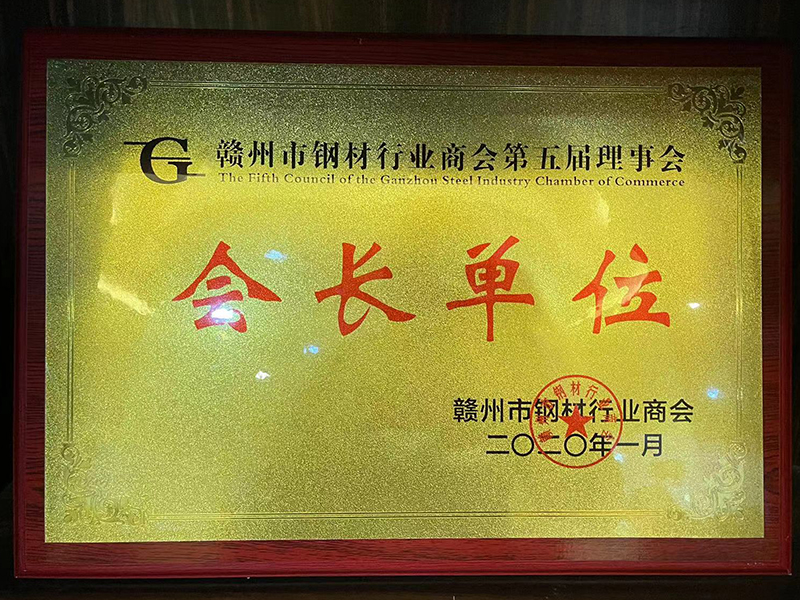 G 赣州市钢材行业商会第五届理事会
The Fifth Council of the Ganzhou Steel Industry Chamber of Commerce
会长单位
赣州市钢材行业商会
二〇二〇年一月